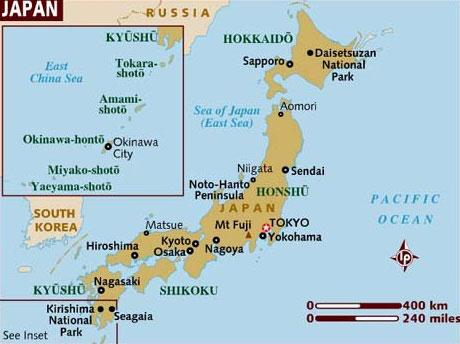 JAPAN
RUSSIA
KYŪSHŪ
East
China Sea
Tokara-
shotō
Amami-
shotō
Okinawa-hontō
Okinawa
City
Miyako-shotō
Yaeyama-shotō
HOKKAIDŌ
Sapporo
Daisetsuzan
National
Park
Sea of Japan
(East Sea)
Aomori
Niigata
Sendai
Noto-Hanto
Peninsula
HONSHŪ
SOUTH
KOREA
JAPAN
PACIFIC
OCEAN
Matsue
Mt Fuji
TOKYO
Hiroshima
Kyoto
Osaka
Nagoya
Yokohama
KYŪSHŪ
Nagasaki
SHIKOKU
Kirishima
National
Park
Seagaia
See Inset
0
400 km
0
240 miles
lp